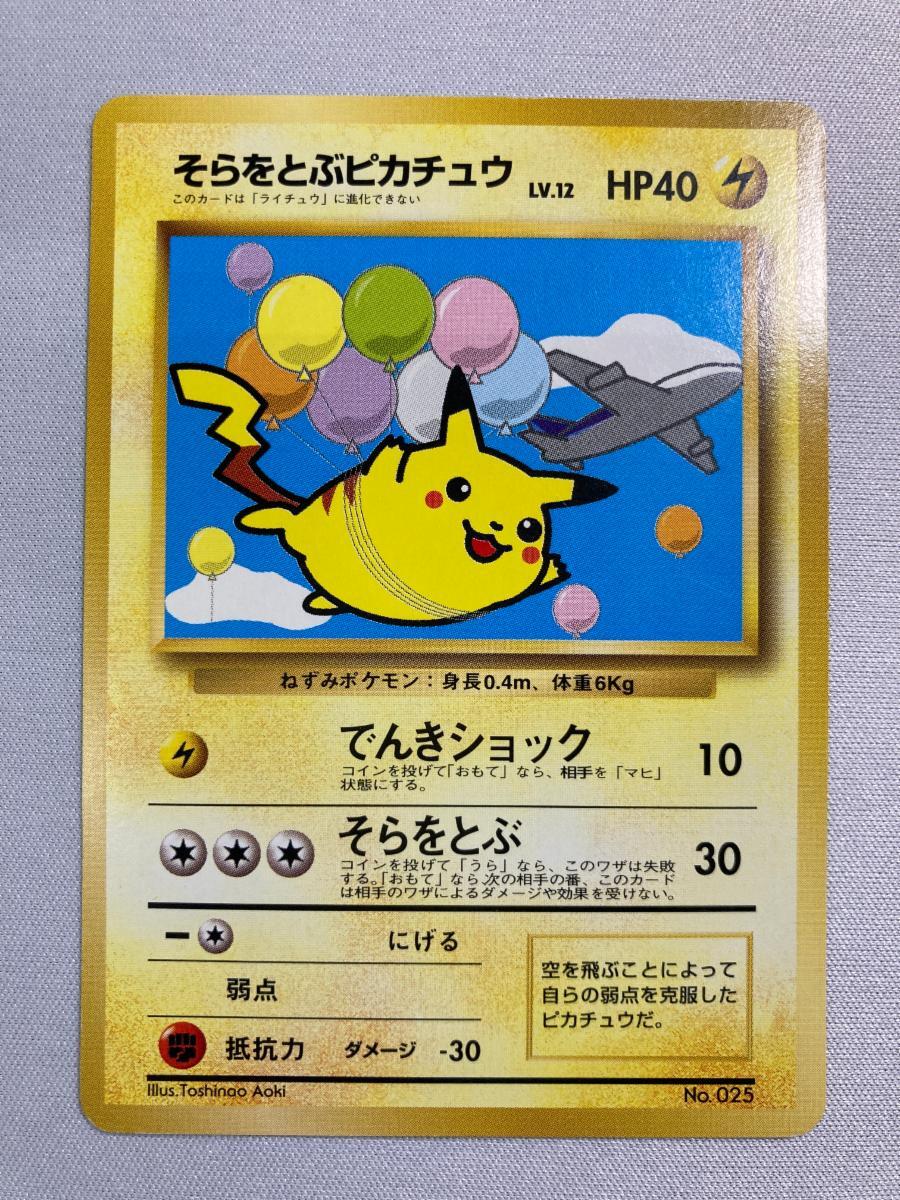 そらをとぶピカチュウ LV.12 HP40
このカードは「ライチュウ」に進化できない
ねずみポケモン：身長0.4m、体重6Kg
でんきショック 10
コインを投げて「おもて」なら、相手を「マヒ」
状態にする。
そらをとぶ 30
コインを投げて「うら」なら、このワザは失敗
する。「おもて」なら、次の相手の番、このカード
は相手のワザによるダメージや効果を受けない。
にげる
弱点
抵抗力 ダメージ -30
空を飛ぶことによって
自らの弱点を克服した
ピカチュウだ。
Illus.Toshinao Aoki
No. 025